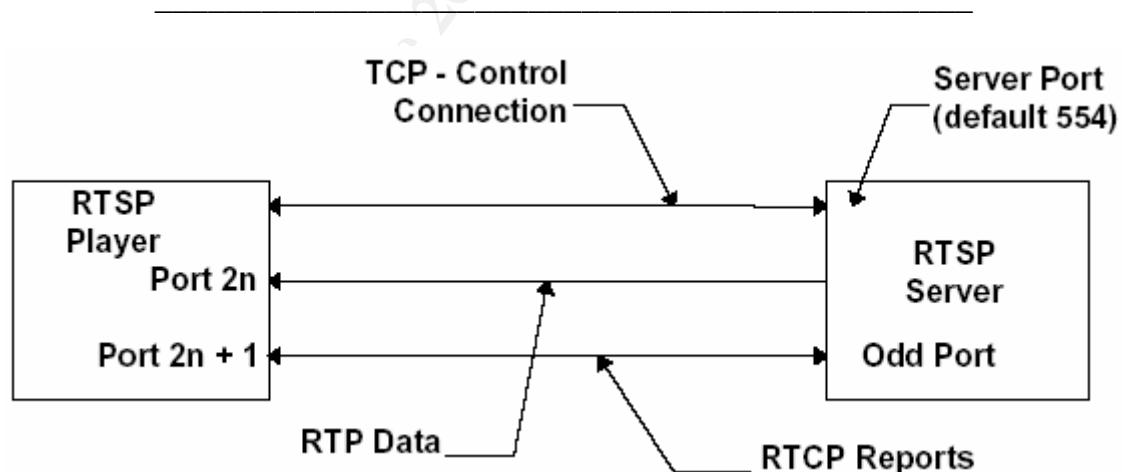 TCP - Control
Connection
Server Port
(default 554)
RTSP
Player
Port 2n
Port 2n + 1
RTSP
Server
Odd Port
RTP Data
RTCP Reports